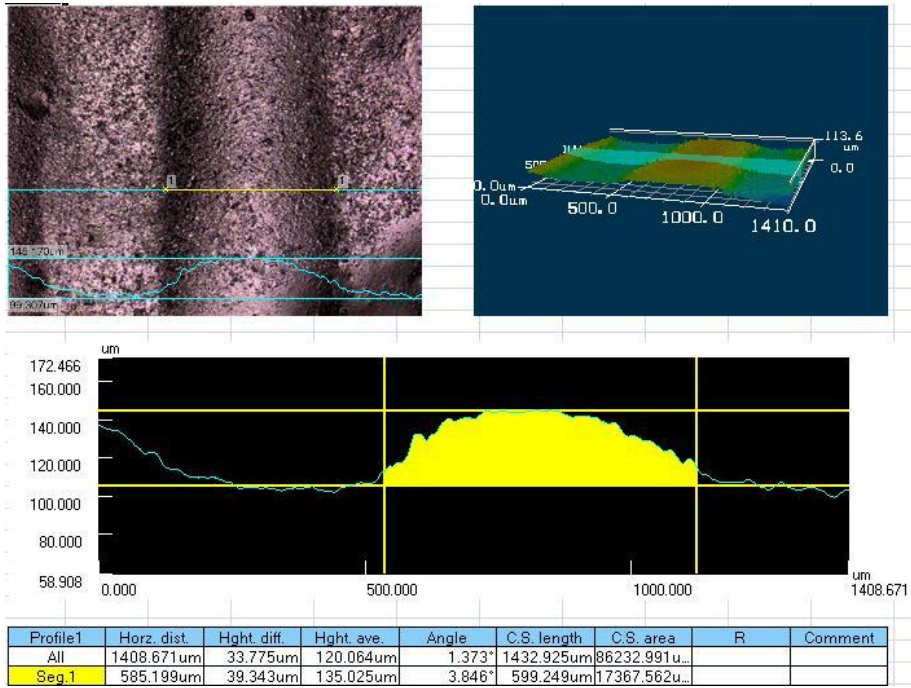 1 1
145.170um
99.307um
113.6
um
0.0
0.0um
0.0um
500.0
1000.0
1410.0
um
172.466
160.000
140.000
120.000
100.000
80.000
58.908
0.000 500.000 1000.000 um
1408.671
Profile1 Horz. dist. Hght. diff. Hght. ave. Angle C.S. length C.S. area R Comment
All 1408.671um 33.775um 120.064um 1.373° 1432.925um 86232.991u...
Seg.1 585.199um 39.343um 135.025um 3.846° 599.249um 17367.562u...